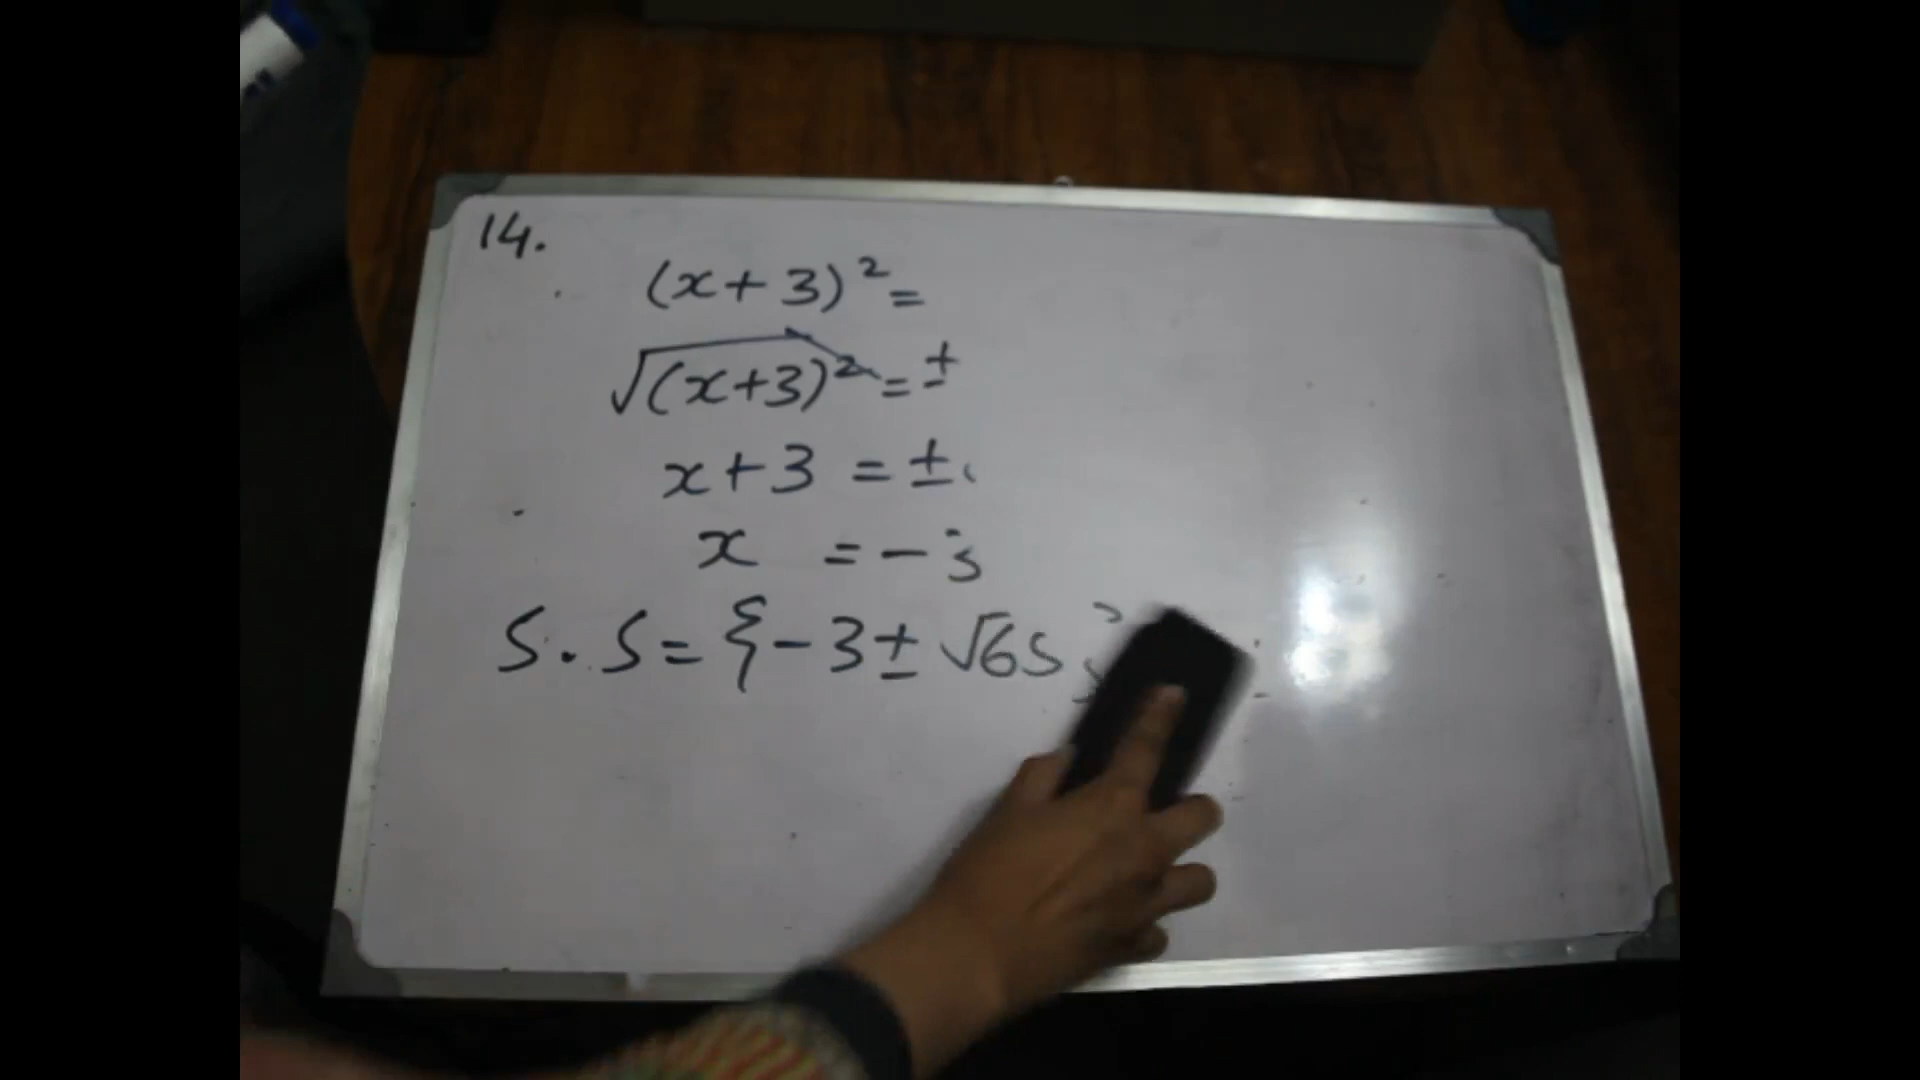 14.
(x+3)²=
√(x+3)²=±
x+3 = ±
x = -3
S.S={-3±√65}